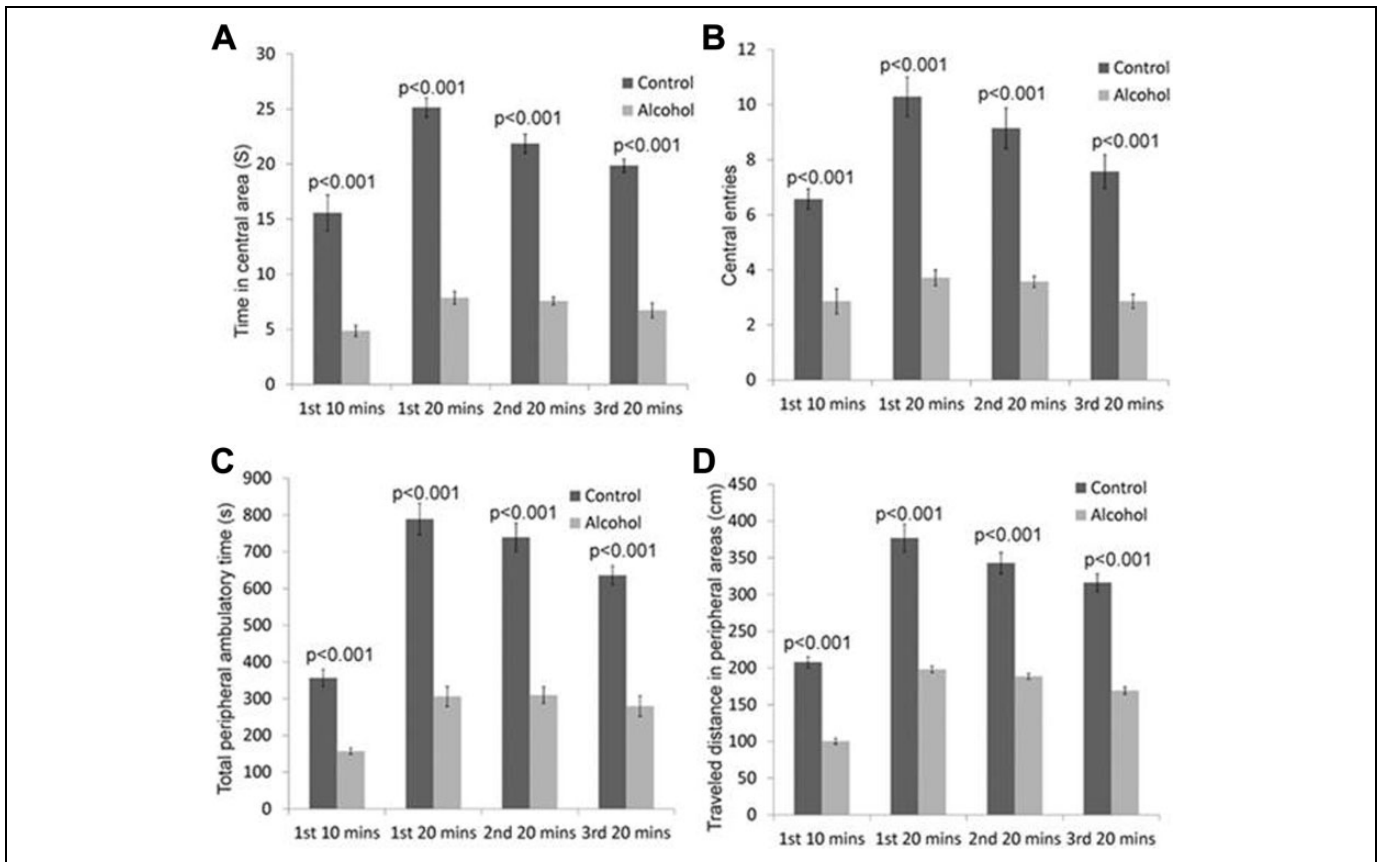 A
Time in central area (S)
30
25
20
15
10
5
0
Control
Alcohol
p<0.001
p<0.001
p<0.001
p<0.001
1st 10 mins 1st 20 mins 2nd 20 mins 3rd 20 mins
B
Central entries
12
10
8
6
4
2
0
Control
Alcohol
p<0.001
p<0.001
p<0.001
p<0.001
1st 10 mins 1st 20 mins 2nd 20 mins 3rd 20 mins
C
Total peripheral ambulatory time (s)
900
800
700
600
500
400
300
200
100
0
Control
Alcohol
p<0.001
p<0.001
p<0.001
p<0.001
1st 10 mins 1st 20 mins 2nd 20 mins 3rd 20 mins
D
Traveled distance in peripheral areas (cm)
450
400
350
300
250
200
150
100
50
0
Control
Alcohol
p<0.001
p<0.001
p<0.001
p<0.001
1st 10 mins 1st 20 mins 2nd 20 mins 3rd 20 mins